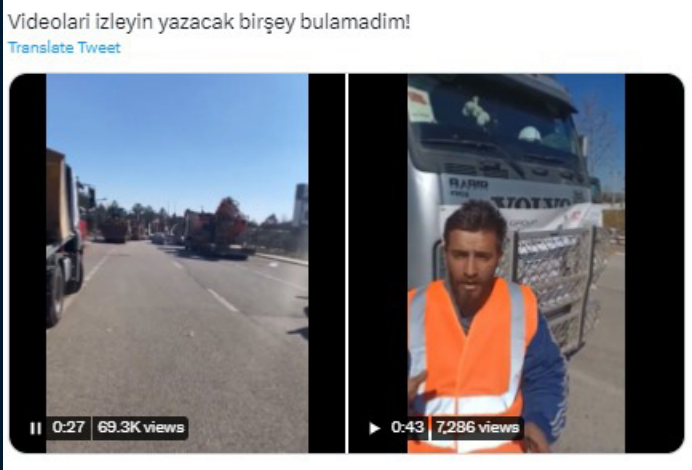 Videolari izleyin yazacak birşey bulamadim!
Translate Tweet
VOLVO
0:27 69.3K views
0:43 7,286 views